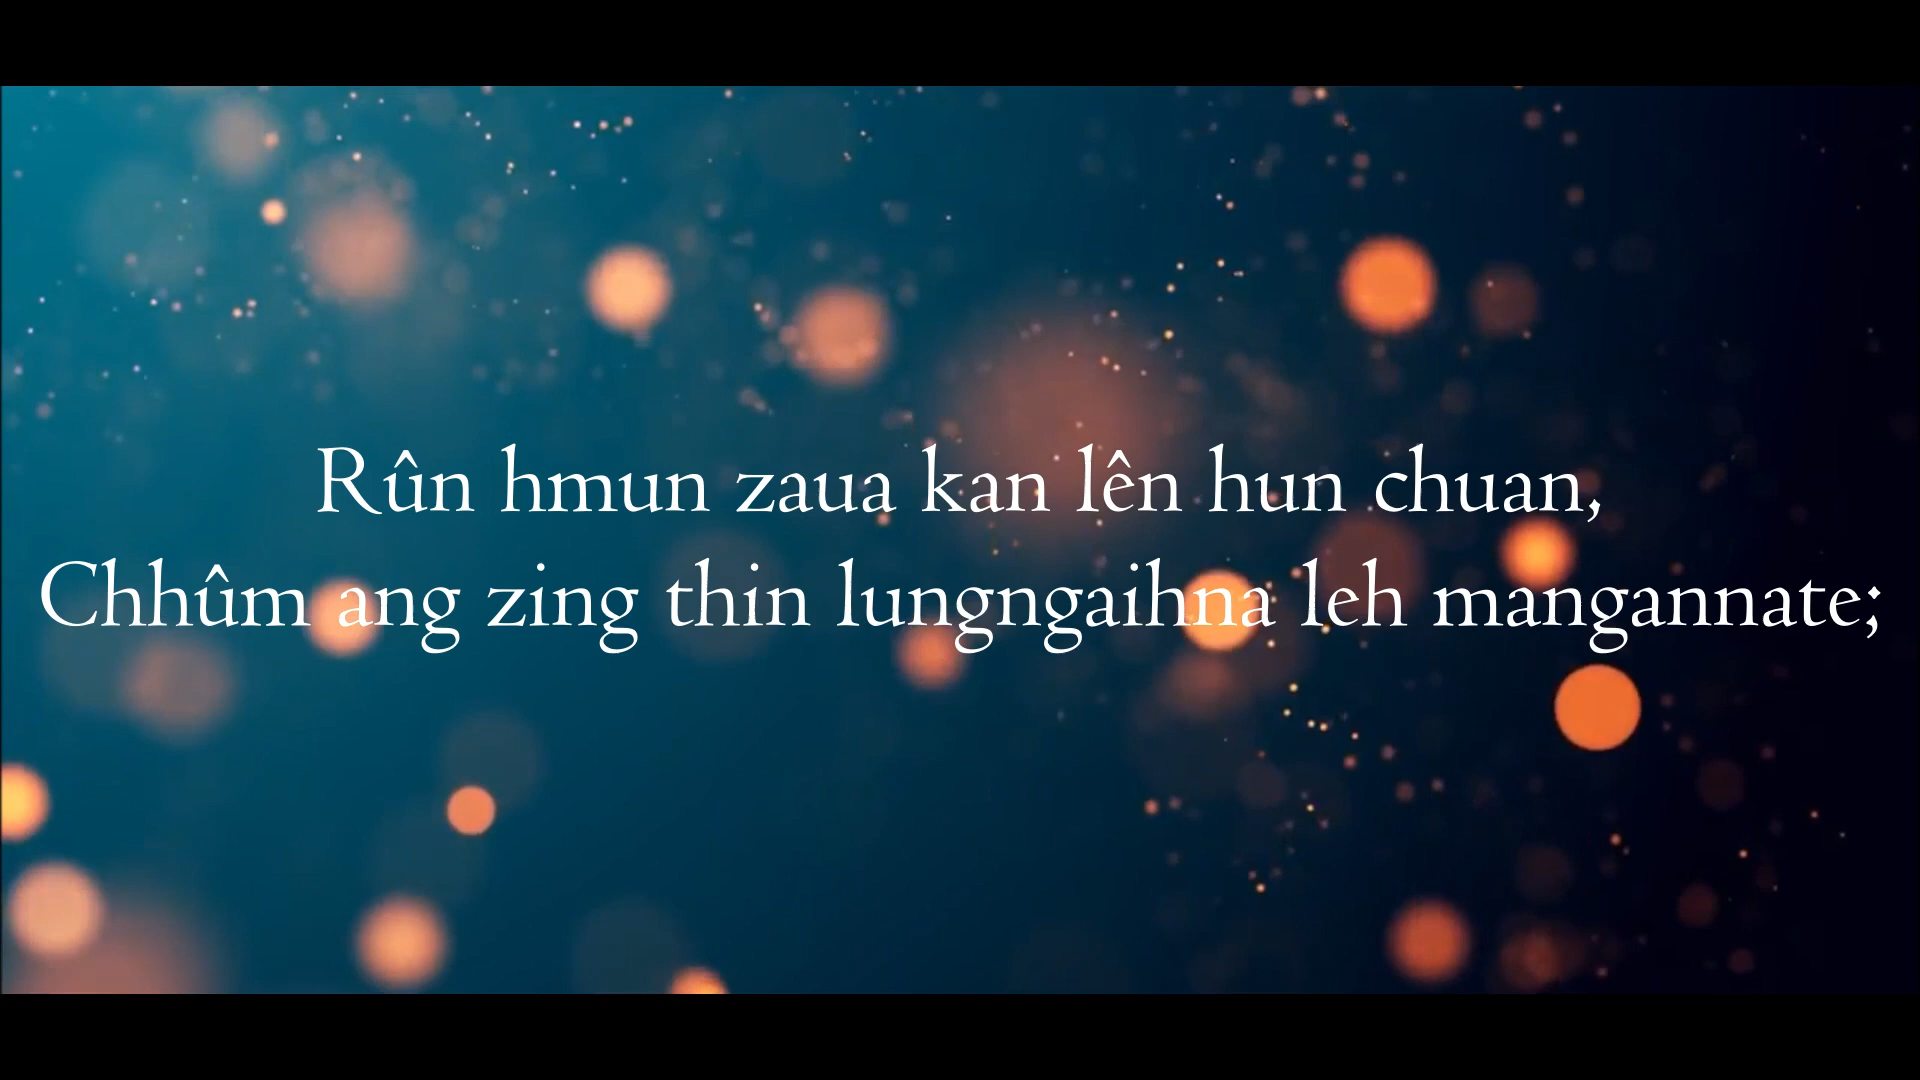 Rûn hmun zaua kan lên hun chuan,
Chhûm ang zing thin lungngaihna leh mangannate;